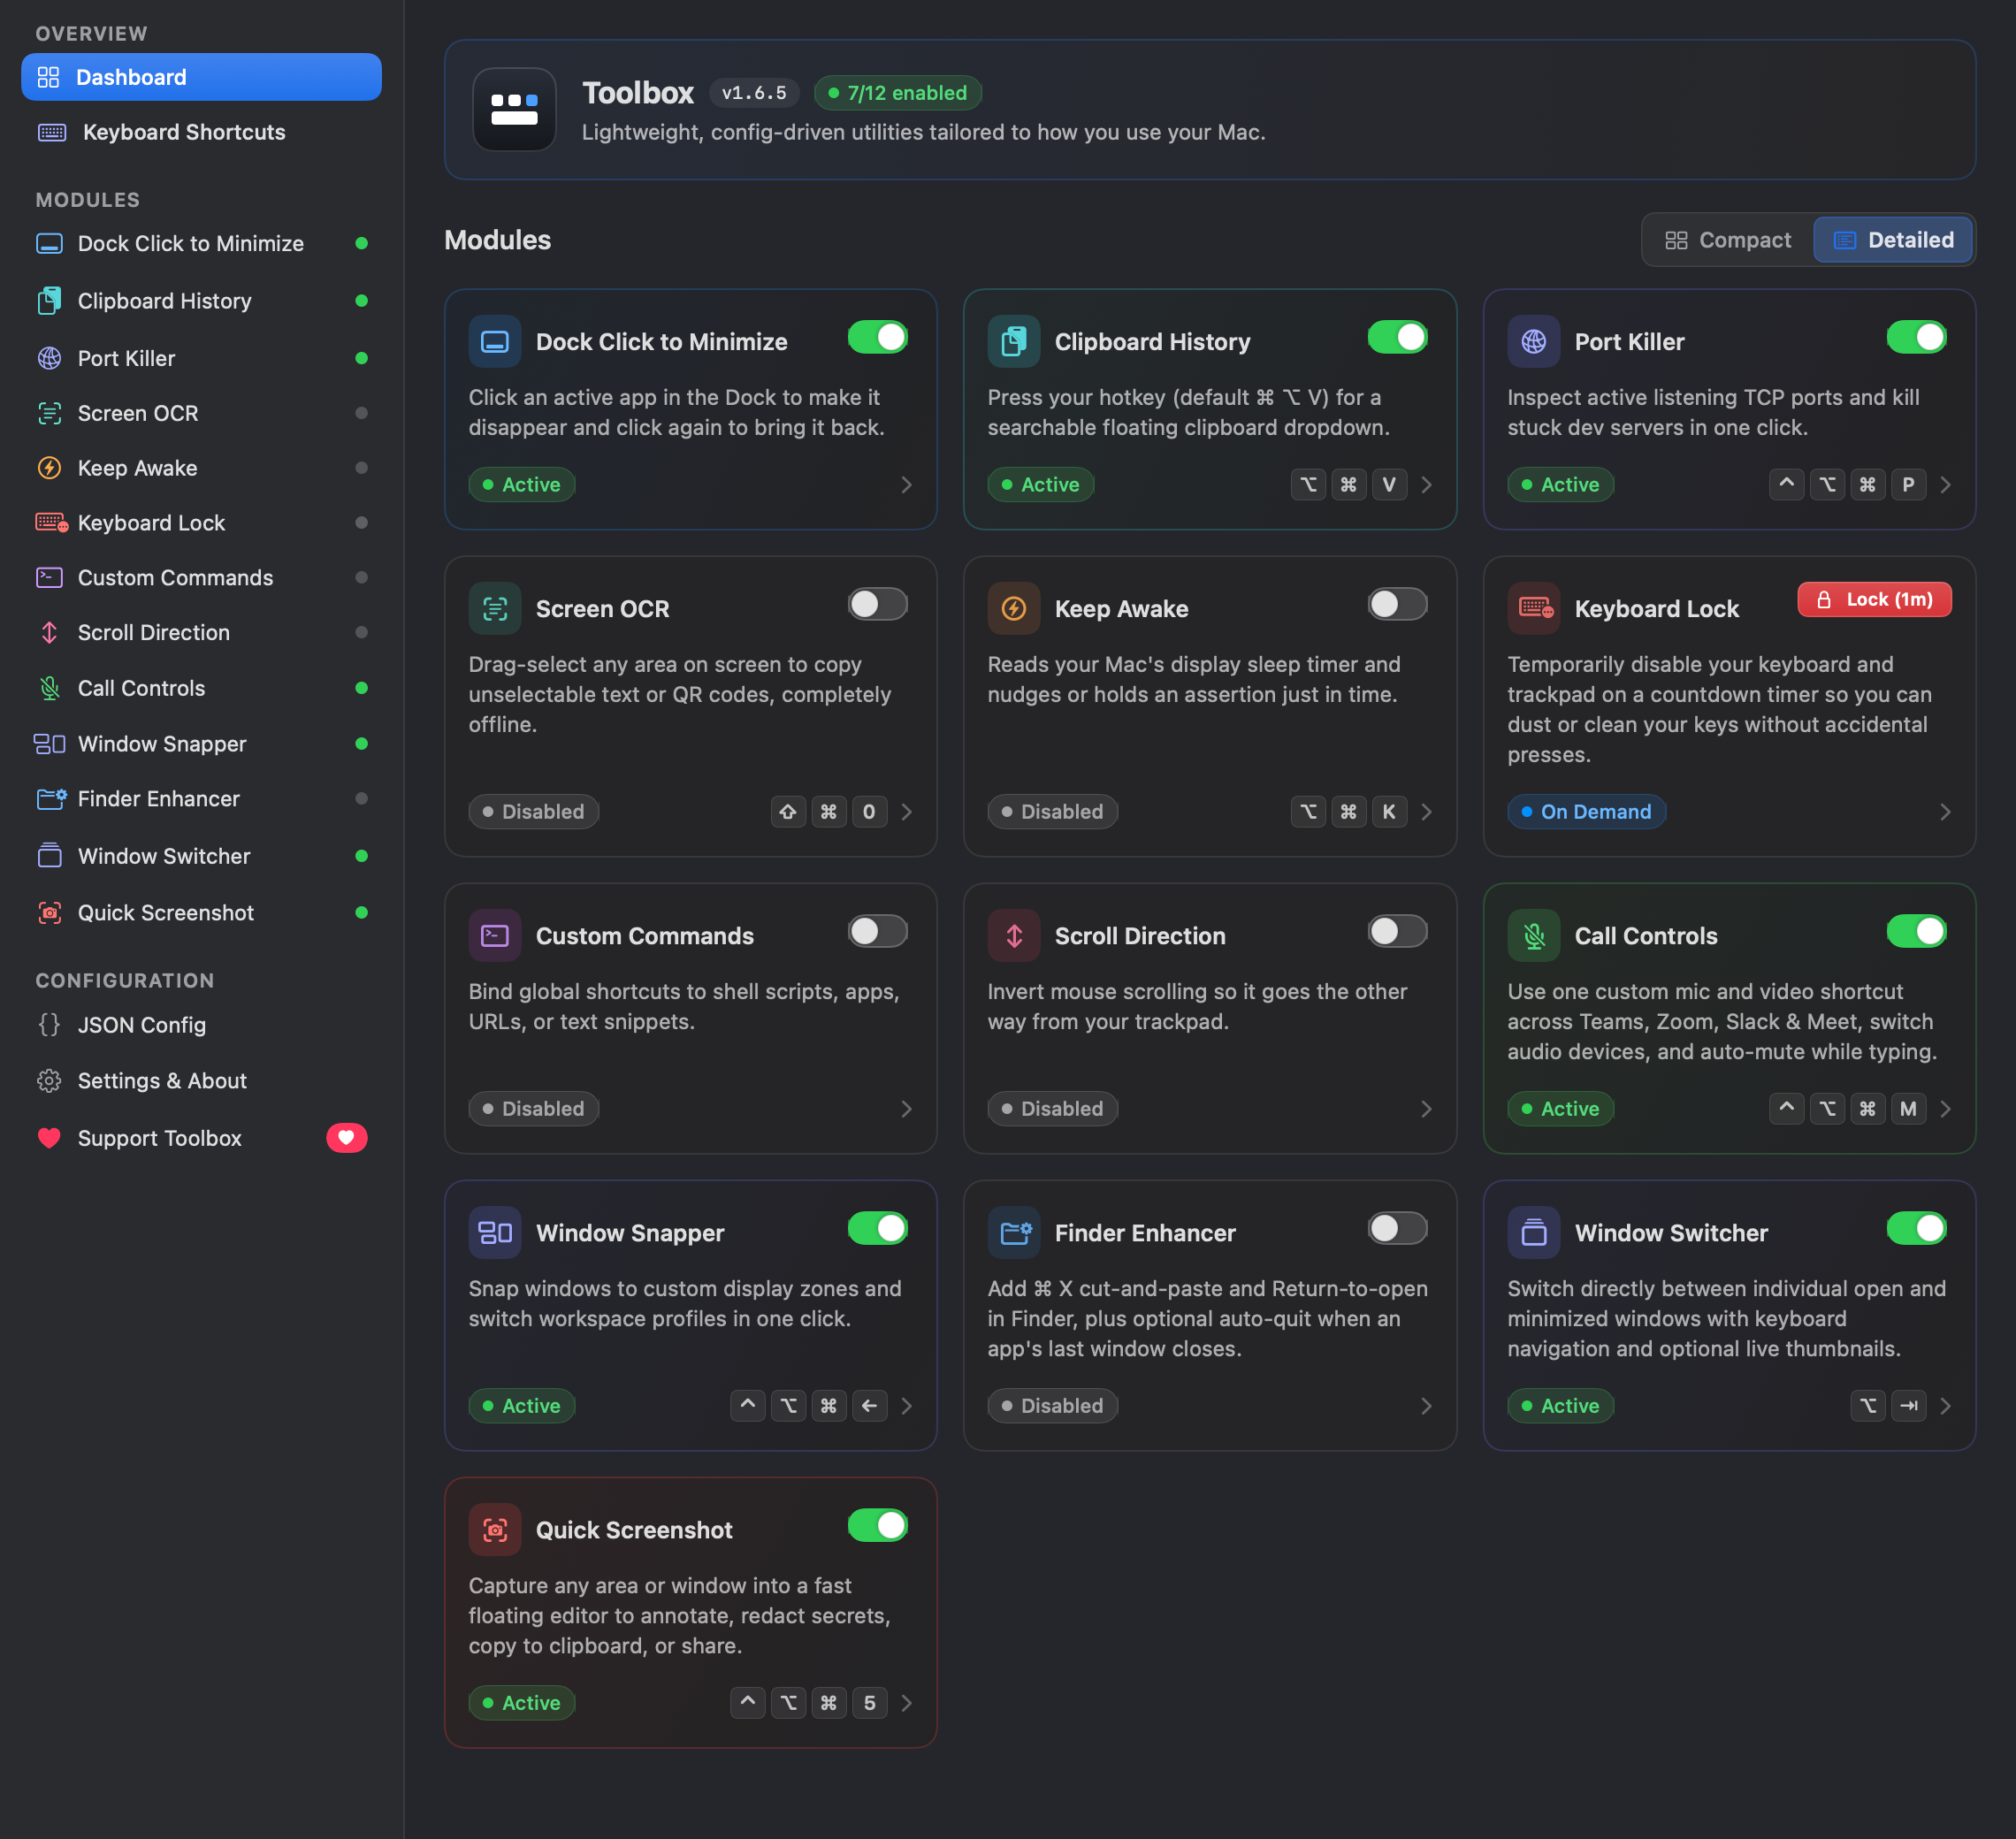 OVERVIEW
Dashboard
Keyboard Shortcuts
MODULES
Dock Click to Minimize
Clipboard History
Port Killer
Screen OCR
Keep Awake
Keyboard Lock
Custom Commands
Scroll Direction
Call Controls
Window Snapper
Finder Enhancer
Window Switcher
Quick Screenshot
CONFIGURATION
JSON Config
Settings & About
Support Toolbox
Toolbox v1.6.5 7/12 enabled
Lightweight, config-driven utilities tailored to how you use your Mac.
Modules
Compact
Detailed
Dock Click to Minimize
Click an active app in the Dock to make it
disappear and click again to bring it back.
Active
Clipboard History
Press your hotkey (default ⌘ ⌥ V) for a
searchable floating clipboard dropdown.
Active
⌥ ⌘ V
Port Killer
Inspect active listening TCP ports and kill
stuck dev servers in one click.
Active
^ ⌥ ⌘ P
Screen OCR
Drag-select any area on screen to copy
unselectable text or QR codes, completely
offline.
Disabled
⇧ ⌘ O
Keep Awake
Reads your Mac's display sleep timer and
nudges or holds an assertion just in time.
Disabled
⌥ ⌘ K
Keyboard Lock
Lock (1m)
Temporarily disable your keyboard and
trackpad on a countdown timer so you can
dust or clean your keys without accidental
presses.
On Demand
Custom Commands
Bind global shortcuts to shell scripts, apps,
URLs, or text snippets.
Disabled
Scroll Direction
Invert mouse scrolling so it goes the other
way from your trackpad.
Disabled
Call Controls
Use one custom mic and video shortcut
across Teams, Zoom, Slack & Meet, switch
audio devices, and auto-mute while typing.
Active
^ ⌥ ⌘ M
Window Snapper
Snap windows to custom display zones and
switch workspace profiles in one click.
Active
^ ⌥ ⌘ ←
Finder Enhancer
Add ⌘ X cut-and-paste and Return-to-open
in Finder, plus optional auto-quit when an
app's last window closes.
Disabled
Window Switcher
Switch directly between individual open and
minimized windows with keyboard
navigation and optional live thumbnails.
Active
⌥ ⇥
Quick Screenshot
Capture any area or window into a fast
floating editor to annotate, redact secrets,
copy to clipboard, or share.
Active
^ ⌥ ⌘ 5